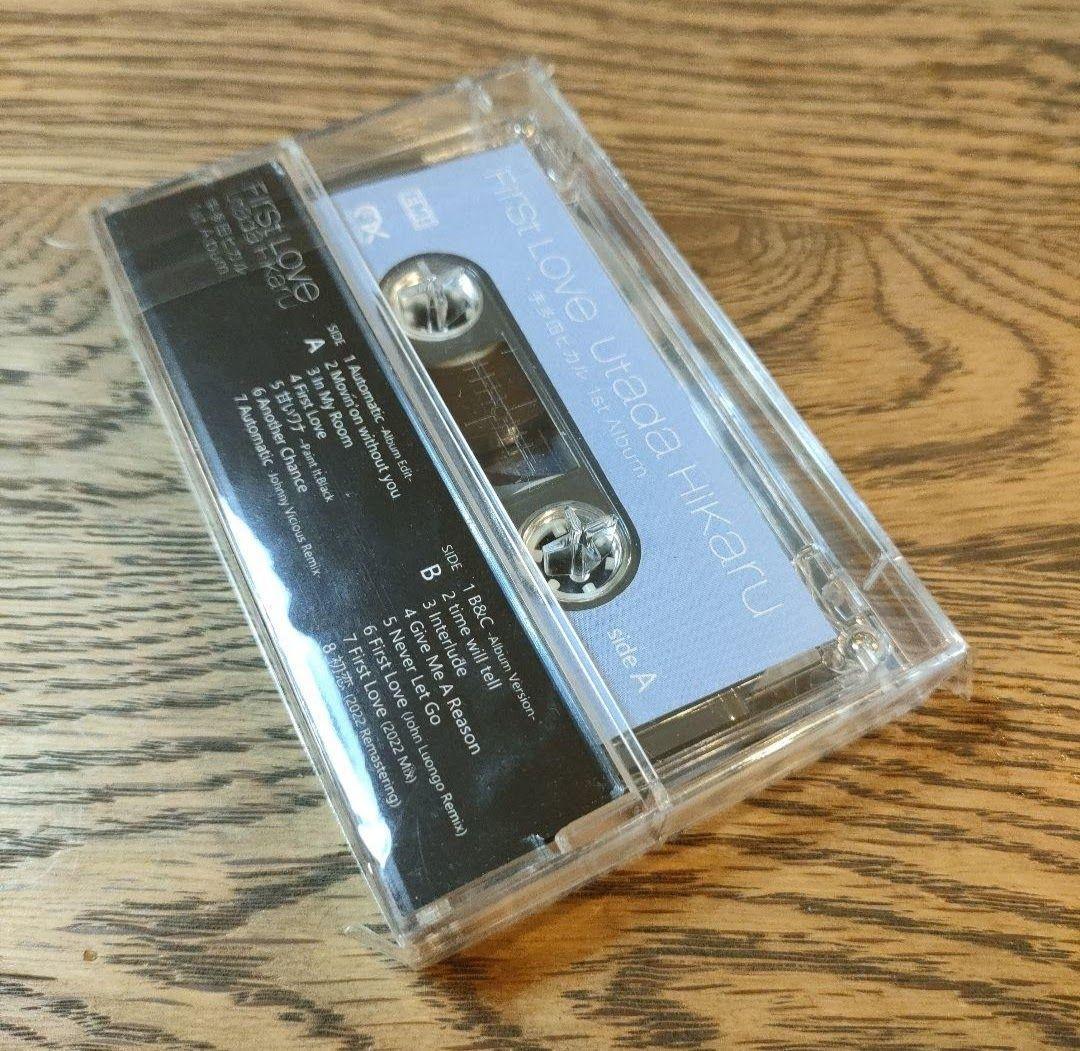 First Love
Utada Hikaru
宇多田ヒカル
1st Album
SIDE A
1 Automatic -Album Edit-
2 Movin'on without you
3 In My Room
4 First Love
5 甘いワナ -Paint It,Black
6 Another Chance
7 Automatic Johnny Vicious Remix-
SIDE B
1 B&C -Album Version-
2 time will tell
3 Interlude
4 Give Me A Reason
5 Never Let Go
6 First Love (John Luongo Remix)
7 First Love (2022 Mix)
8 初恋 (2022 Remastering)
EMI
First Love Utada Hikaru
宇多田ヒカル 1st Album
side A